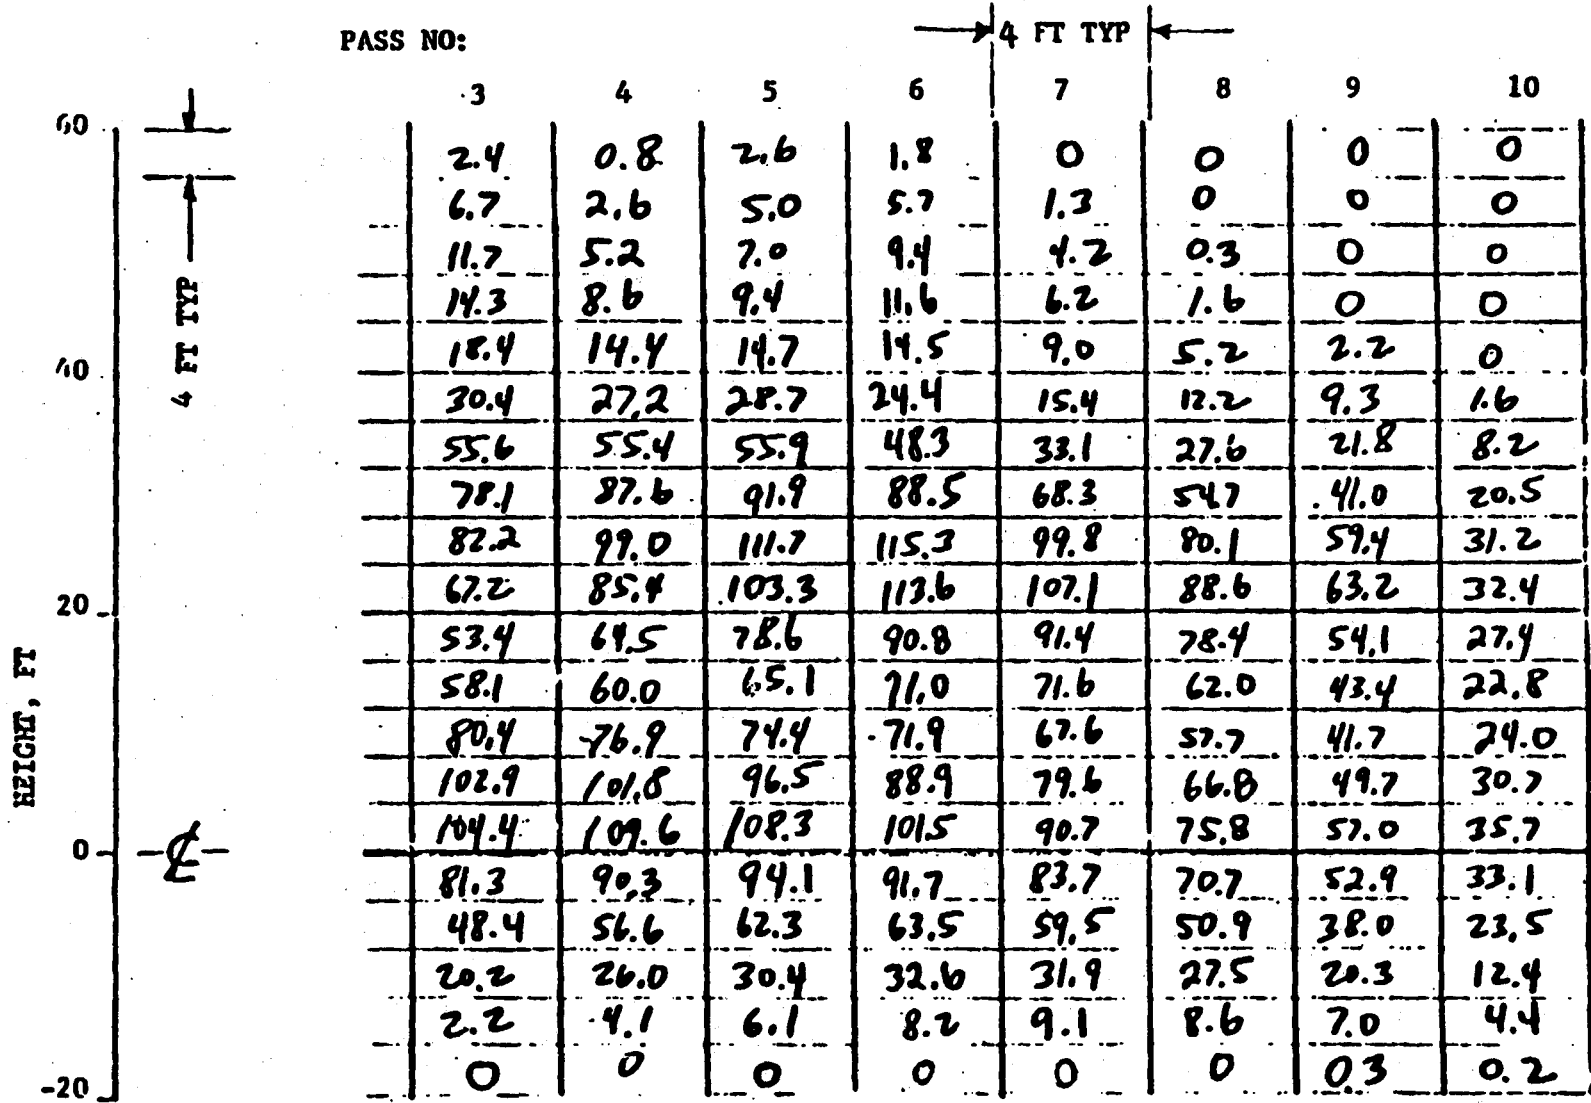 PASS NO:
4 FT TYP
3 4 5 6 7 8 9 10
60
2.4 0.8 2.6 1.8 0 0 0 0
6.7 2.6 5.0 5.7 1.3 0 0 0
11.7 5.2 7.0 9.4 4.2 0.3 0 0
14.3 8.6 9.4 11.6 6.2 1.6 0 0
4 FT TYP
18.4 14.4 14.7 14.5 9.0 5.2 2.2 0
40
30.4 27.2 28.7 24.4 15.4 12.2 9.3 1.6
55.6 55.4 55.9 48.3 33.1 27.6 21.8 8.2
78.1 87.6 91.9 88.5 68.3 54.7 41.0 20.5
82.2 99.0 111.7 115.3 99.8 80.1 59.4 31.2
67.2 85.4 103.3 113.6 107.1 88.6 63.2 32.4
20
53.4 64.5 78.6 90.8 91.4 78.4 54.1 27.4
58.1 60.0 65.1 71.0 71.6 62.0 43.4 22.8
HEIGHT, FT
80.4 76.9 74.4 71.9 67.6 57.7 41.7 24.0
102.9 101.8 96.5 88.9 79.6 66.8 49.7 30.7
104.4 109.6 108.3 101.5 90.7 75.8 57.0 35.7
0 ℄
81.3 90.3 94.1 91.7 83.7 70.7 52.9 33.1
48.4 56.6 62.3 63.5 59.5 50.9 38.0 23.5
20.2 26.0 30.4 32.6 31.9 27.5 20.3 12.4
2.2 4.1 6.1 8.2 9.1 8.6 7.0 4.4
0 0 0 0 0 0 0.3 0.2
-20